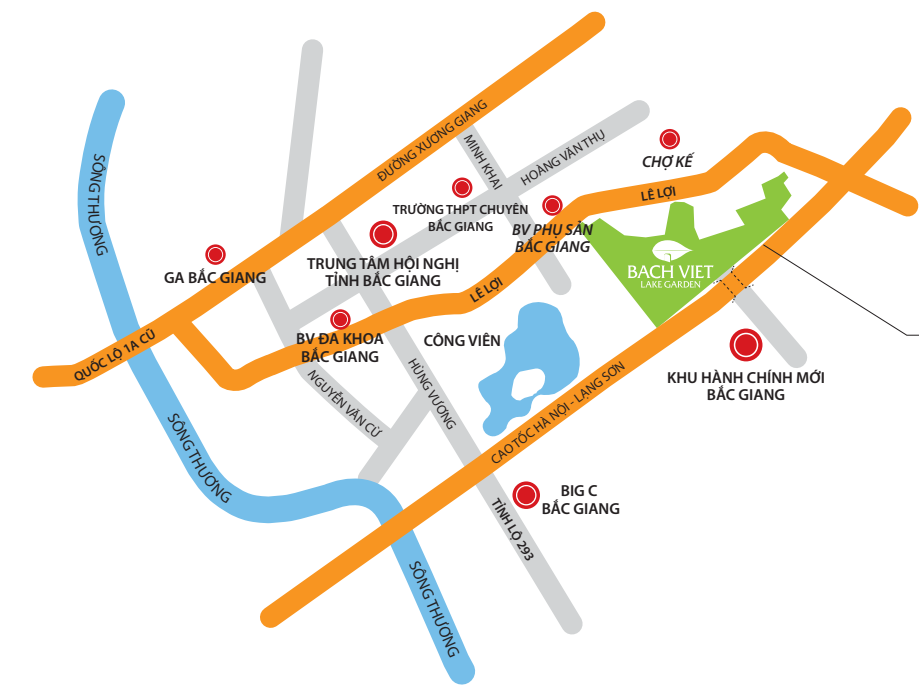 ĐƯỜNG XƯƠNG GIANG
MINH KHAI
HOÀNG VĂN THỤ
CHỢ KẾ
SÔNG THƯƠNG
LÊ LỢI
TRƯỜNG THPT CHUYÊN
BẮC GIANG
BV PHỤ SẢN
BẮC GIANG
GA BẮC GIANG
TRUNG TÂM HỘI NGHỊ
TỈNH BẮC GIANG
BACH VIET
LAKE GARDEN
LÊ LỢI
QUỐC LỘ 1A CŨ
BV ĐA KHOA
BẮC GIANG
CÔNG VIÊN
KHU HÀNH CHÍNH MỚI
BẮC GIANG
NGUYỄN VĂN CỪ
HÙNG VƯƠNG
CAO TỐC HÀ NỘI - LẠNG SƠN
SÔNG THƯƠNG
BIG C
BẮC GIANG
TỈNH LỘ 293
SÔNG THƯƠNG